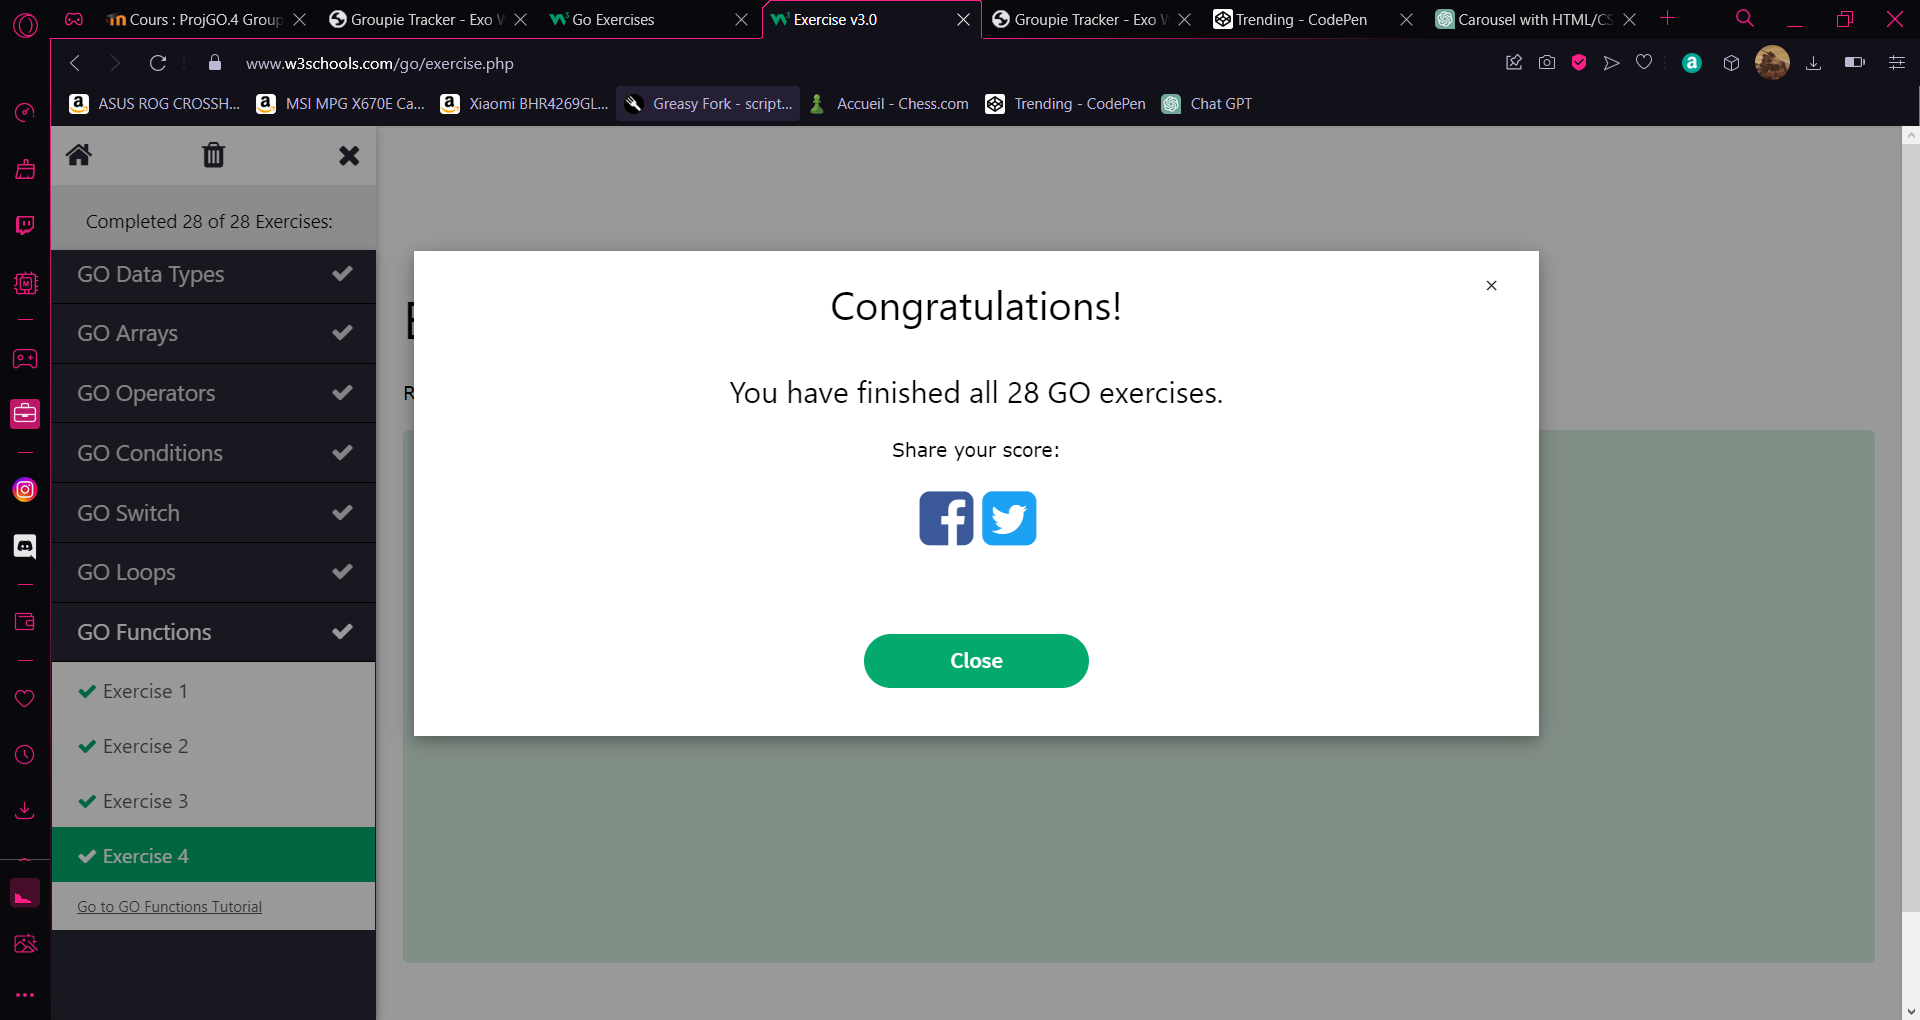 Cours : ProjGO.4 Group
Groupie Tracker - Exo W
Go Exercises
Exercise v3.0
Groupie Tracker - Exo W
Trending - CodePen
Carousel with HTML/CS
www.w3schools.com/go/exercise.php
ASUS ROG CROSSH...
MSI MPG X670E Ca...
Xiaomi BHR4269GL...
Greasy Fork - script...
Accueil - Chess.com
Trending - CodePen
Chat GPT
Completed 28 of 28 Exercises:
GO Data Types
GO Arrays
GO Operators
GO Conditions
GO Switch
GO Loops
GO Functions
Exercise 1
Exercise 2
Exercise 3
Exercise 4
Go to GO Functions Tutorial
Congratulations!
You have finished all 28 GO exercises.
Share your score:
Close